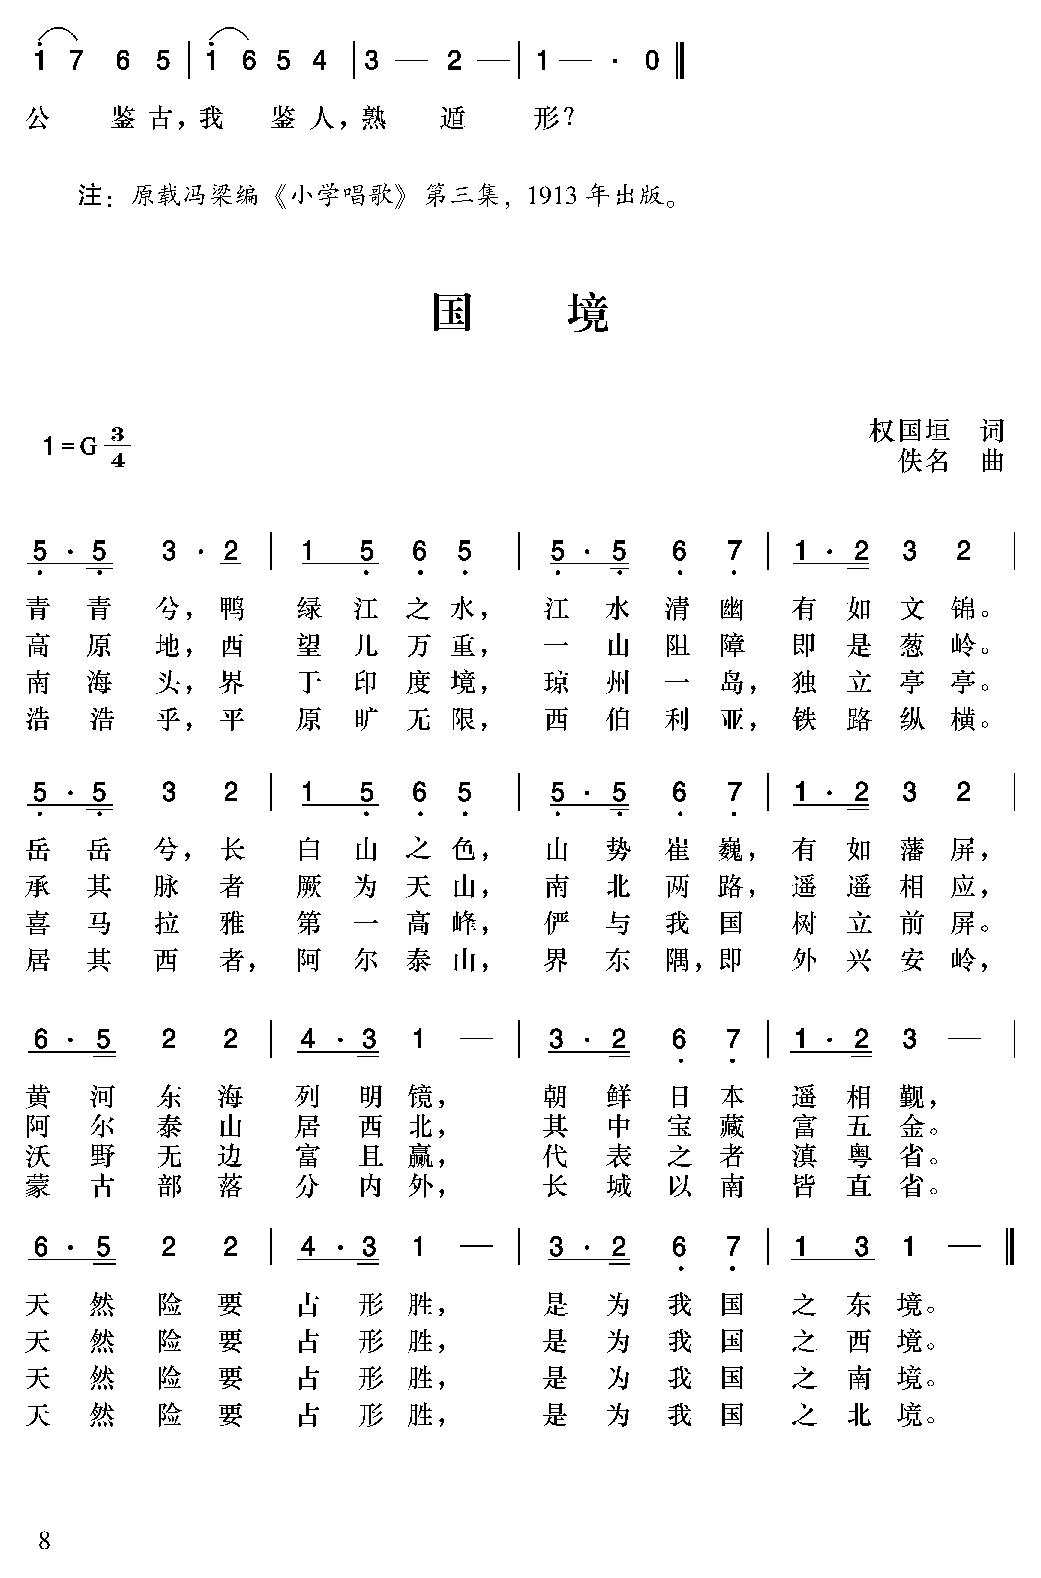 1 7 6 5 | 1 6 5 4 | 3 — 2 — | 1 — · 0 ‖
公 鉴 古，我 鉴 人，熟 遁 形？
注：原载冯梁编《小学唱歌》第三集，1913 年出版。
国 境
1 = G 3/4
权国垣 词
佚名 曲
5 · 5 3 · 2 | 1 5 6 5 | 5 · 5 6 7 | 1 · 2 3 2 |
青 青 兮，鸭 绿 江 之 水，江 水 清 幽 有 如 文 锦。
高 原 地，西 望 儿 万 重，一 山 阻 障 即 是 葱 岭。
南 海 头，界 于 印 度 境，琼 州 一 岛，独 立 亭 亭。
浩 浩 乎，平 原 旷 无 限，西 伯 利 亚，铁 路 纵 横。
5 · 5 3 2 | 1 5 6 5 | 5 · 5 6 7 | 1 · 2 3 2 |
岳 岳 兮，长 白 山 之 色，山 势 崔 巍，有 如 藩 屏，
承 其 脉 者 厥 为 天 山，南 北 两 路，遥 遥 相 应，
喜 马 拉 雅 第 一 高 峰，俨 与 我 国 树 立 前 屏。
居 其 西 者，阿 尔 泰 山，界 东 隅，即 外 兴 安 岭，
6 · 5 2 2 | 4 · 3 1 — | 3 · 2 6 7 | 1 · 2 3 — |
黄 河 东 海 列 明 镜，朝 鲜 日 本 遥 相 觐，
阿 尔 泰 山 居 西 北，其 中 宝 藏 富 五 金。
沃 野 无 边 富 且 赢，代 表 之 者 滇 粤 省。
蒙 古 部 落 分 内 外，长 城 以 南 皆 直 省。
6 · 5 2 2 | 4 · 3 1 — | 3 · 2 6 7 | 1 3 1 — ‖
天 然 险 要 占 形 胜，是 为 我 国 之 东 境。
天 然 险 要 占 形 胜，是 为 我 国 之 西 境。
天 然 险 要 占 形 胜，是 为 我 国 之 南 境。
天 然 险 要 占 形 胜，是 为 我 国 之 北 境。
8